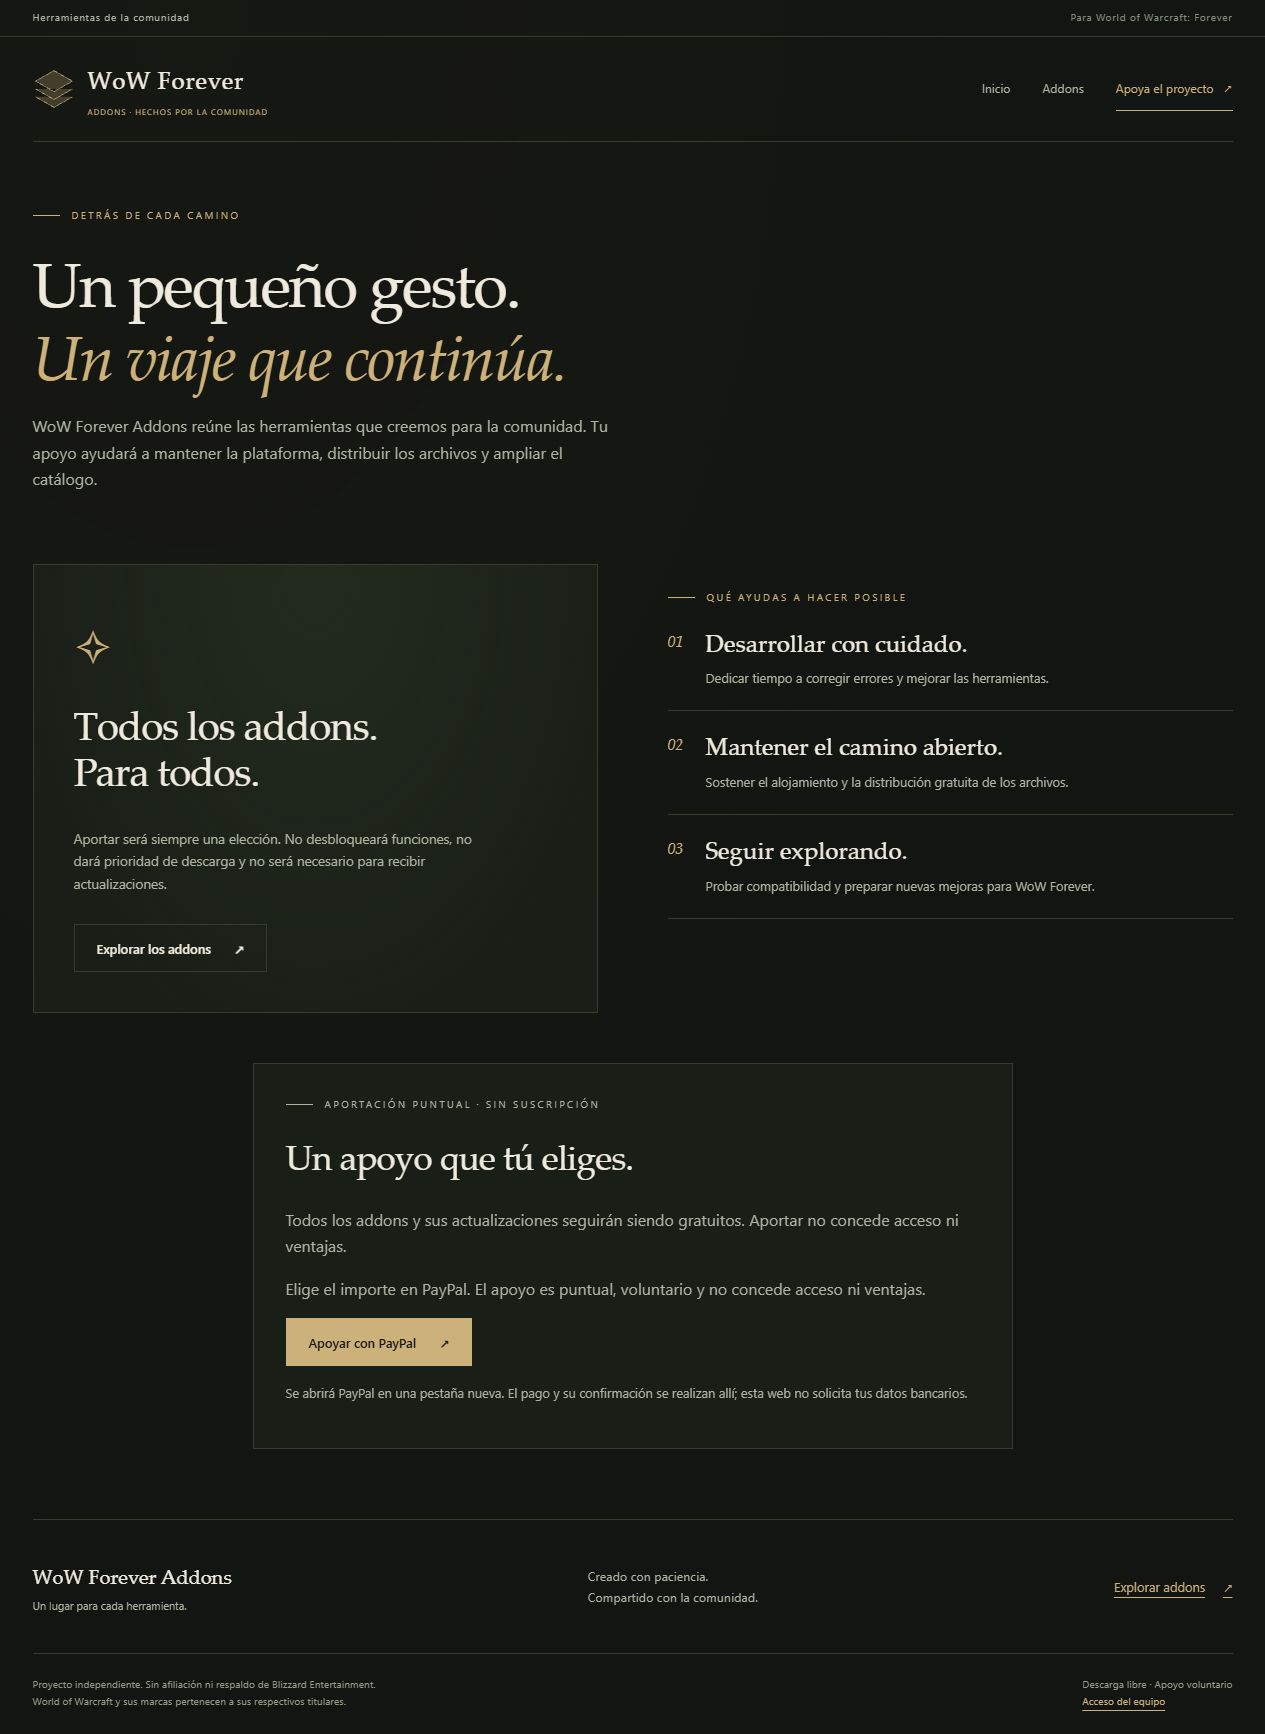 Herramientas de la comunidad
Para World of Warcraft: Forever
WoW Forever
ADDONS · HECHOS POR LA COMUNIDAD
Inicio
Addons
Apoya el proyecto ↗
DETRÁS DE CADA CAMINO
Un pequeño gesto.
Un viaje que continúa.
WoW Forever Addons reúne las herramientas que creemos para la comunidad. Tu
apoyo ayudará a mantener la plataforma, distribuir los archivos y ampliar el
catálogo.
Todos los addons.
Para todos.
Aportar será siempre una elección. No desbloqueará funciones, no
dará prioridad de descarga y no será necesario para recibir
actualizaciones.
Explorar los addons ↗
QUÉ AYUDAS A HACER POSIBLE
01 Desarrollar con cuidado.
Dedicar tiempo a corregir errores y mejorar las herramientas.
02 Mantener el camino abierto.
Sostener el alojamiento y la distribución gratuita de los archivos.
03 Seguir explorando.
Probar compatibilidad y preparar nuevas mejoras para WoW Forever.
APORTACIÓN PUNTUAL · SIN SUSCRIPCIÓN
Un apoyo que tú eliges.
Todos los addons y sus actualizaciones seguirán siendo gratuitos. Aportar no concede acceso ni
ventajas.
Elige el importe en PayPal. El apoyo es puntual, voluntario y no concede acceso ni ventajas.
Apoyar con PayPal ↗
Se abrirá PayPal en una pestaña nueva. El pago y su confirmación se realizan allí; esta web no solicita tus datos bancarios.
WoW Forever Addons
Un lugar para cada herramienta.
Creado con paciencia.
Compartido con la comunidad.
Explorar addons ↗
Proyecto independiente. Sin afiliación ni respaldo de Blizzard Entertainment.
World of Warcraft y sus marcas pertenecen a sus respectivos titulares.
Descarga libre · Apoyo voluntario
Acceso del equipo